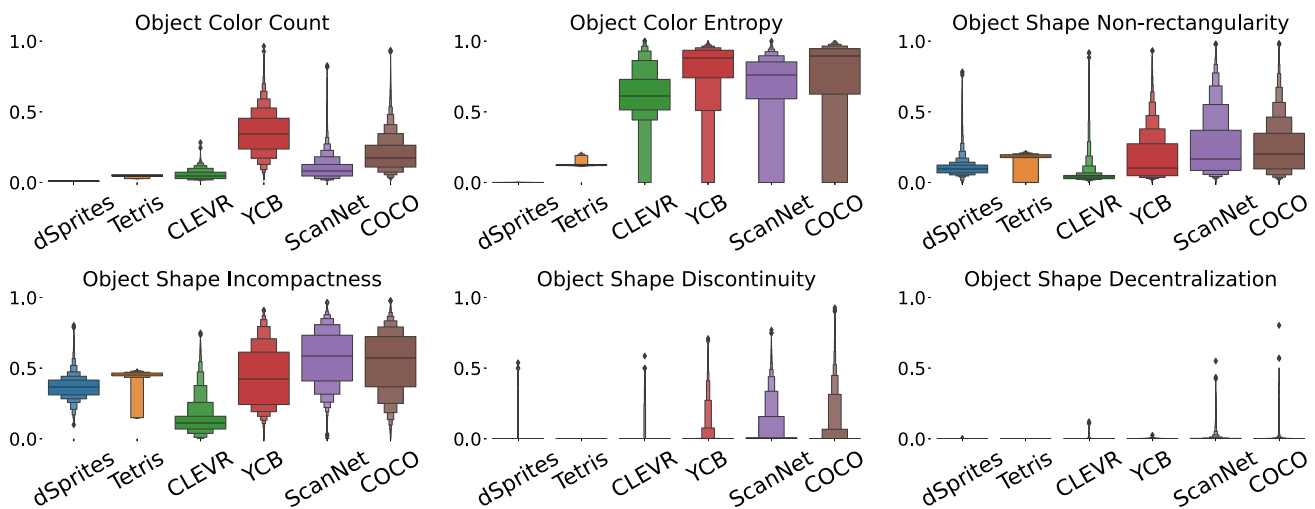 Object Color Count
Object Color Entropy
Object Shape Non-rectangularity
1.0
0.5
0.0
dSprites
Tetris
CLEVR
YCB
ScanNet
COCO
1.0
0.5
0.0
dSprites
Tetris
CLEVR
YCB
ScanNet
COCO
1.0
0.5
0.0
dSprites
Tetris
CLEVR
YCB
ScanNet
COCO
Object Shape Incompactness
Object Shape Discontinuity
Object Shape Decentralization
1.0
0.5
0.0
dSprites
Tetris
CLEVR
YCB
ScanNet
COCO
1.0
0.5
0.0
dSprites
Tetris
CLEVR
YCB
ScanNet
COCO
1.0
0.5
0.0
dSprites
Tetris
CLEVR
YCB
ScanNet
COCO